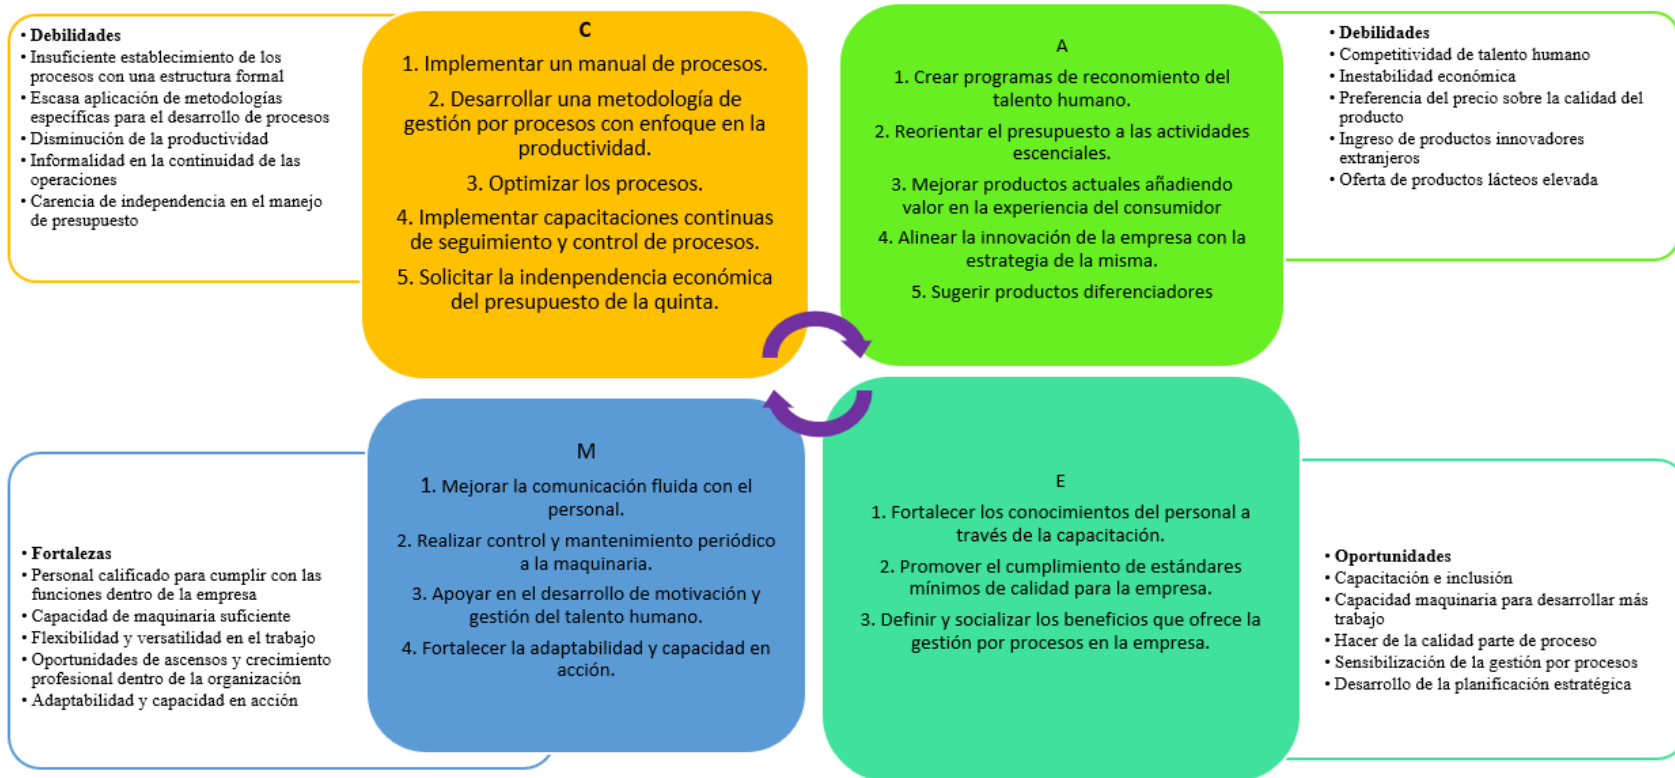 • Debilidades
• Insuficiente establecimiento de los
procesos con una estructura formal
• Escasa aplicación de metodologías
específicas para el desarrollo de procesos
• Disminución de la productividad
• Informalidad en la continuidad de las
operaciones
• Carencia de independencia en el manejo
de presupuesto
C
1. Implementar un manual de procesos.
2. Desarrollar una metodología de
gestión por procesos con enfoque en la
productividad.
3. Optimizar los procesos.
4. Implementar capacitaciones continuas
de seguimiento y control de procesos.
5. Solicitar la indenpendencia económica
del presupuesto de la quinta.
A
1. Crear programas de reconomiento del
talento humano.
2. Reorientar el presupuesto a las actividades
escenciales.
3. Mejorar productos actuales añadiendo
valor en la experiencia del consumidor
4. Alinear la innovación de la empresa con la
estrategia de la misma.
5. Sugerir productos diferenciadores
• Debilidades
• Competitividad de talento humano
• Inestabilidad económica
• Preferencia del precio sobre la calidad del
producto
• Ingreso de productos innovadores
extranjeros
• Oferta de productos lácteos elevada
• Fortalezas
• Personal calificado para cumplir con las
funciones dentro de la empresa
• Capacidad de maquinaria suficiente
• Flexibilidad y versatilidad en el trabajo
• Oportunidades de ascensos y crecimiento
profesional dentro de la organización
• Adaptabilidad y capacidad en acción
M
1. Mejorar la comunicación fluida con el
personal.
2. Realizar control y mantenimiento periódico
a la maquinaria.
3. Apoyar en el desarrollo de motivación y
gestión del talento humano.
4. Fortalecer la adaptabilidad y capacidad en
acción.
E
1. Fortalecer los conocimientos del personal a
través de la capacitación.
2. Promover el cumplimiento de estándares
mínimos de calidad para la empresa.
3. Definir y socializar los beneficios que ofrece la
gestión por procesos en la empresa.
• Oportunidades
• Capacitación e inclusión
• Capacidad maquinaria para desarrollar más
trabajo
• Hacer de la calidad parte de proceso
• Sensibilización de la gestión por procesos
• Desarrollo de la planificación estratégica